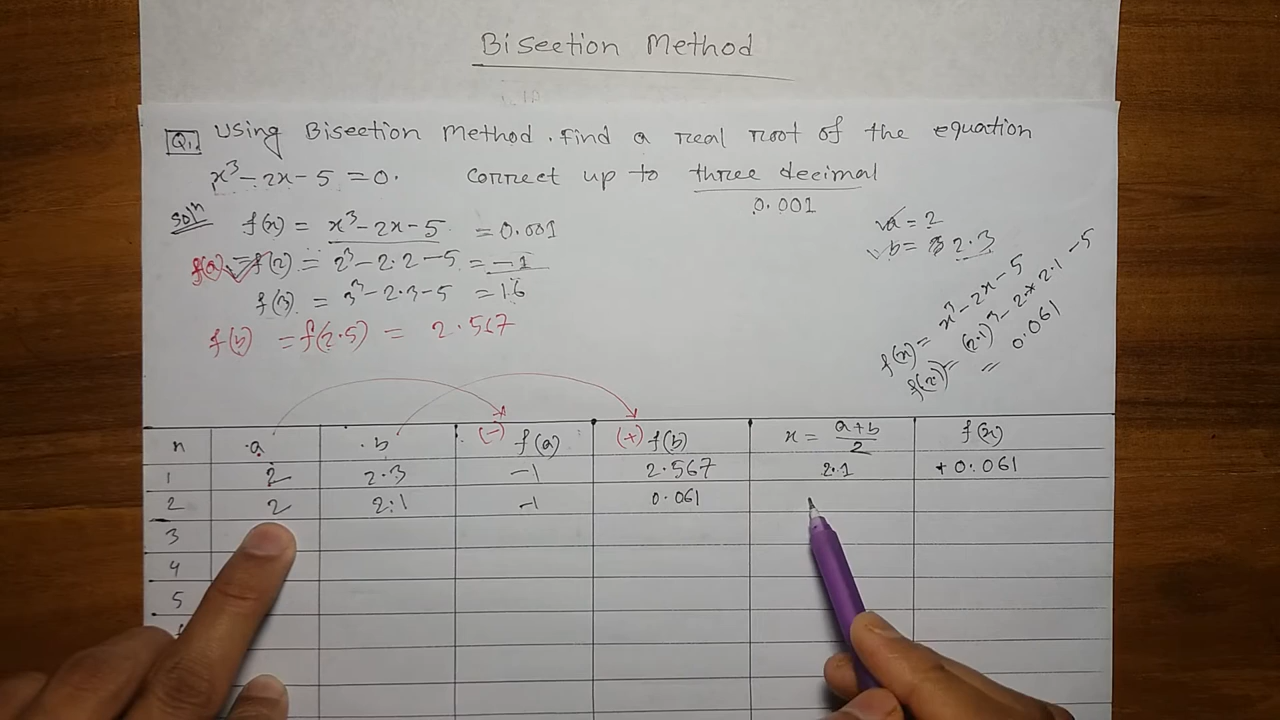 Bisection Method
Q1. Using Bisection Method. Find a real root of the equation
x³-2x-5 =0. Correct up to three decimal
0.001
Solⁿ f(x) = x³-2x-5 = 0.001
f(a) = f(2) = 2³-2.2-5 = -1
f(3) = 3³-2.3-5 = 16
f(b) = f(2.5) = 2.567
√a = 2
√b = 3 2.3
f(x) = x³-2x-5
f(x) = (2.1)³-2×2.1-5
= 0.061
n a b (-) f(a) (+) f(b) x = a+b/2 f(x)
1 2 2.3 -1 2.567 2.1 +0.061
2 2 2.1 -1 0.061
3
4
5